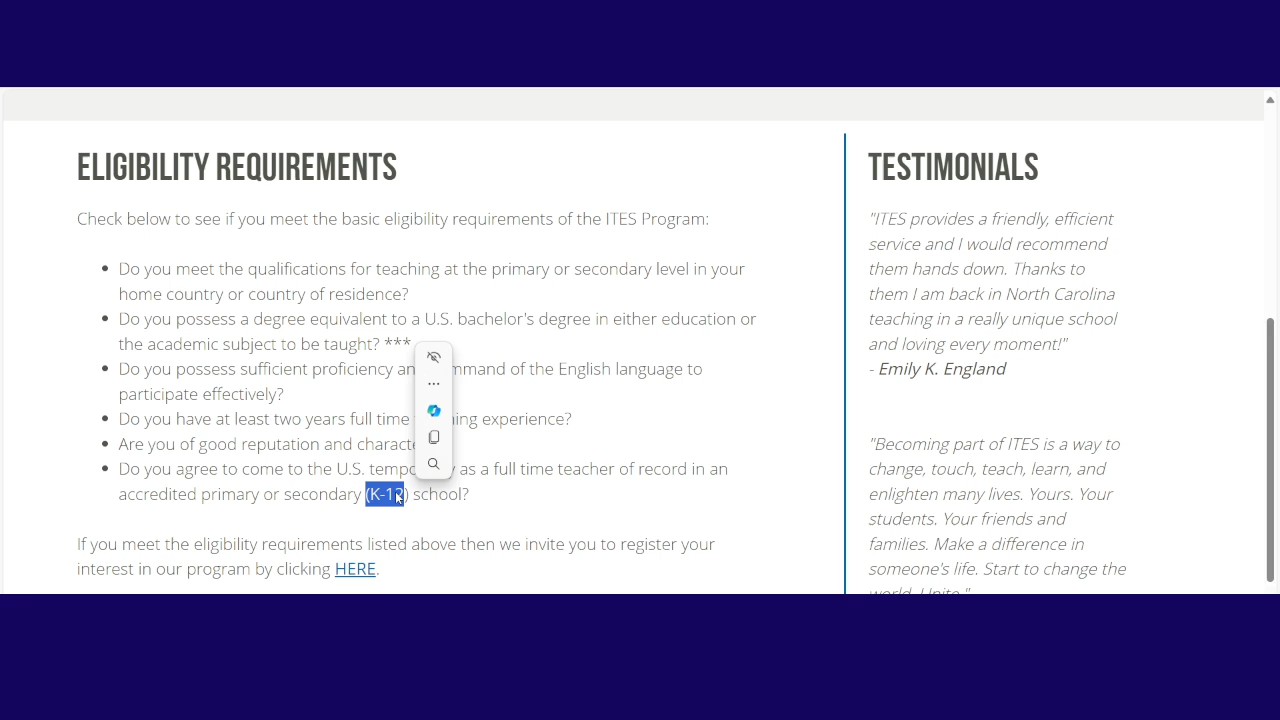 ELIGIBILITY REQUIREMENTS
Check below to see if you meet the basic eligibility requirements of the ITES Program:
Do you meet the qualifications for teaching at the primary or secondary level in your
home country or country of residence?
Do you possess a degree equivalent to a U.S. bachelor's degree in either education or
the academic subject to be taught? ***
Do you possess sufficient proficiency an mmand of the English language to
participate effectively?
Do you have at least two years full time ing experience?
Are you of good reputation and characte
Do you agree to come to the U.S. temp y as a full time teacher of record in an
accredited primary or secondary (K-12) school?
If you meet the eligibility requirements listed above then we invite you to register your
interest in our program by clicking HERE.
TESTIMONIALS
"ITES provides a friendly, efficient
service and I would recommend
them hands down. Thanks to
them I am back in North Carolina
teaching in a really unique school
and loving every moment!"
- Emily K. England
"Becoming part of ITES is a way to
change, touch, teach, learn, and
enlighten many lives. Yours. Your
students. Your friends and
families. Make a difference in
someone's life. Start to change the
world. Unite."